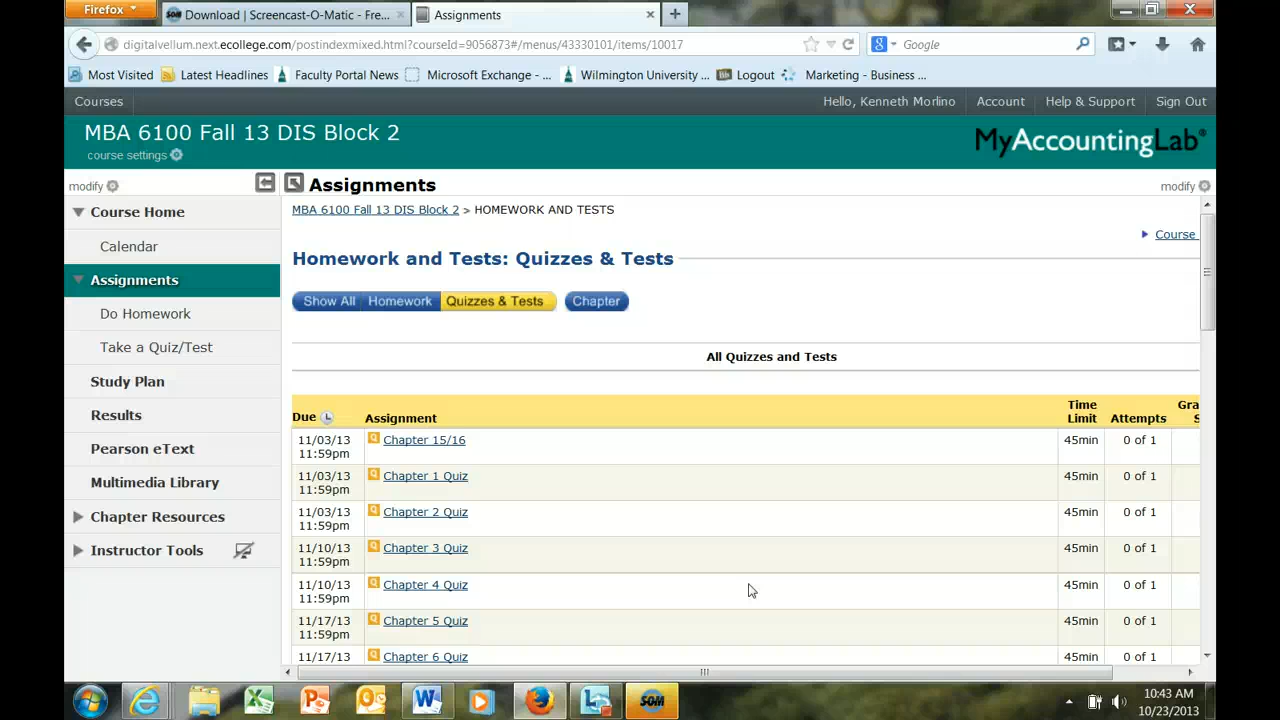 Firefox
Download | Screencast-O-Matic - Fre...
Assignments
digitalvellum.next.ecollege.com/postindexmixed.html?courseId=9056873#/menus/43330101/items/10017
Google
Most Visited
Latest Headlines
Faculty Portal News
Microsoft Exchange - ...
Wilmington University ...
Logout
Marketing - Business ...
Courses
Hello, Kenneth Morlino
Account
Help & Support
Sign Out
MBA 6100 Fall 13 DIS Block 2
course settings
MyAccountingLab®
modify
Assignments
modify
Course Home
Calendar
Assignments
Do Homework
Take a Quiz/Test
Study Plan
Results
Pearson eText
Multimedia Library
Chapter Resources
Instructor Tools
MBA 6100 Fall 13 DIS Block 2 > HOMEWORK AND TESTS
Course
Homework and Tests: Quizzes & Tests
Show All
Homework
Quizzes & Tests
Chapter
All Quizzes and Tests
Due
Assignment
Time
Limit
Attempts
Gra
S
11/03/13
11:59pm
Chapter 15/16
45min
0 of 1
11/03/13
11:59pm
Chapter 1 Quiz
45min
0 of 1
11/03/13
11:59pm
Chapter 2 Quiz
45min
0 of 1
11/10/13
11:59pm
Chapter 3 Quiz
45min
0 of 1
11/10/13
11:59pm
Chapter 4 Quiz
45min
0 of 1
11/17/13
11:59pm
Chapter 5 Quiz
45min
0 of 1
11/17/13
Chapter 6 Quiz
45min
0 of 1
SOM
10:43 AM
10/23/2013